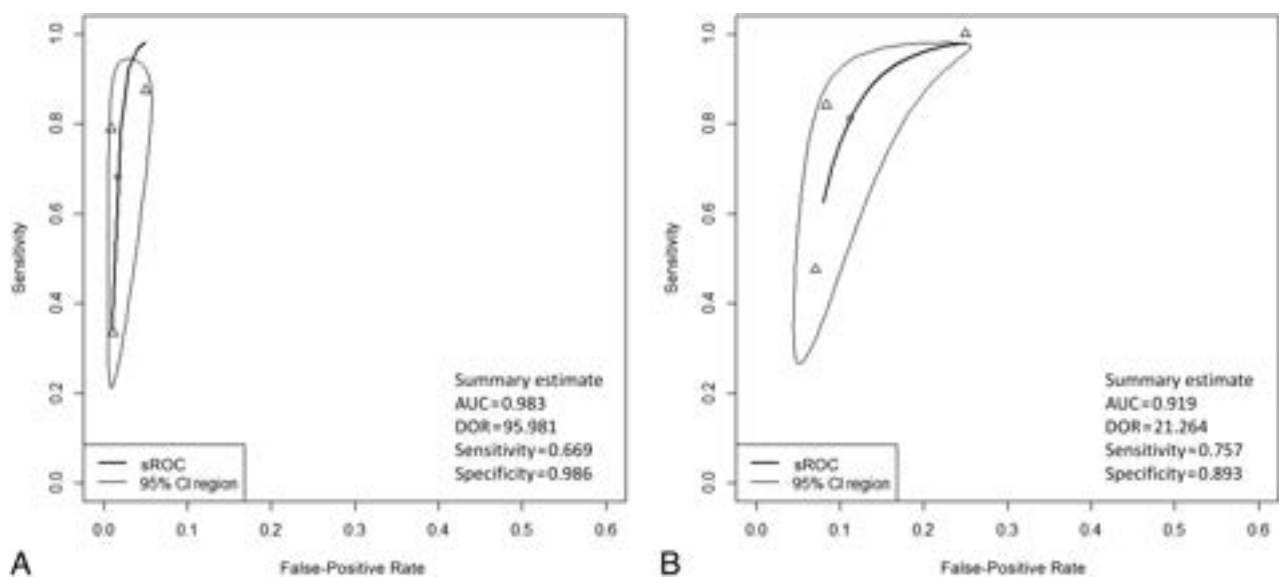 1.0
0.8
0.6
0.4
0.2
0.0
Sensitivity
Summary estimate
AUC=0.983
DOR=95.981
Sensitivity=0.669
Specificity=0.986
sROC
95% CI region
0.0 0.1 0.2 0.3 0.4 0.5 0.6
False-Positive Rate
A
1.0
0.8
0.6
0.4
0.2
0.0
Sensitivity
Summary estimate
AUC=0.919
DOR=21.264
Sensitivity=0.757
Specificity=0.893
sROC
95% CI region
0.0 0.1 0.2 0.3 0.4 0.5 0.6
False-Positive Rate
B